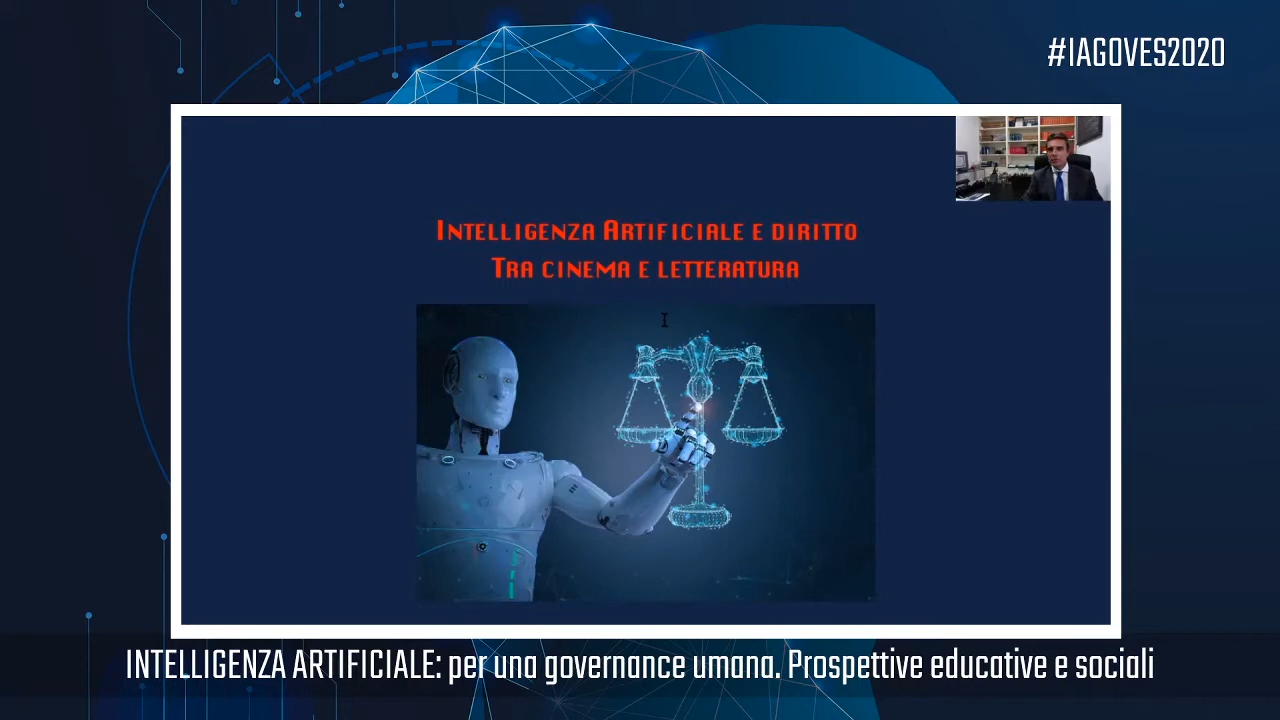 #IAGOVES2020
Intelligenza Artificiale e diritto
Tra cinema e letteratura
INTELLIGENZA ARTIFICIALE: per una governance umana. Prospettive educative e sociali